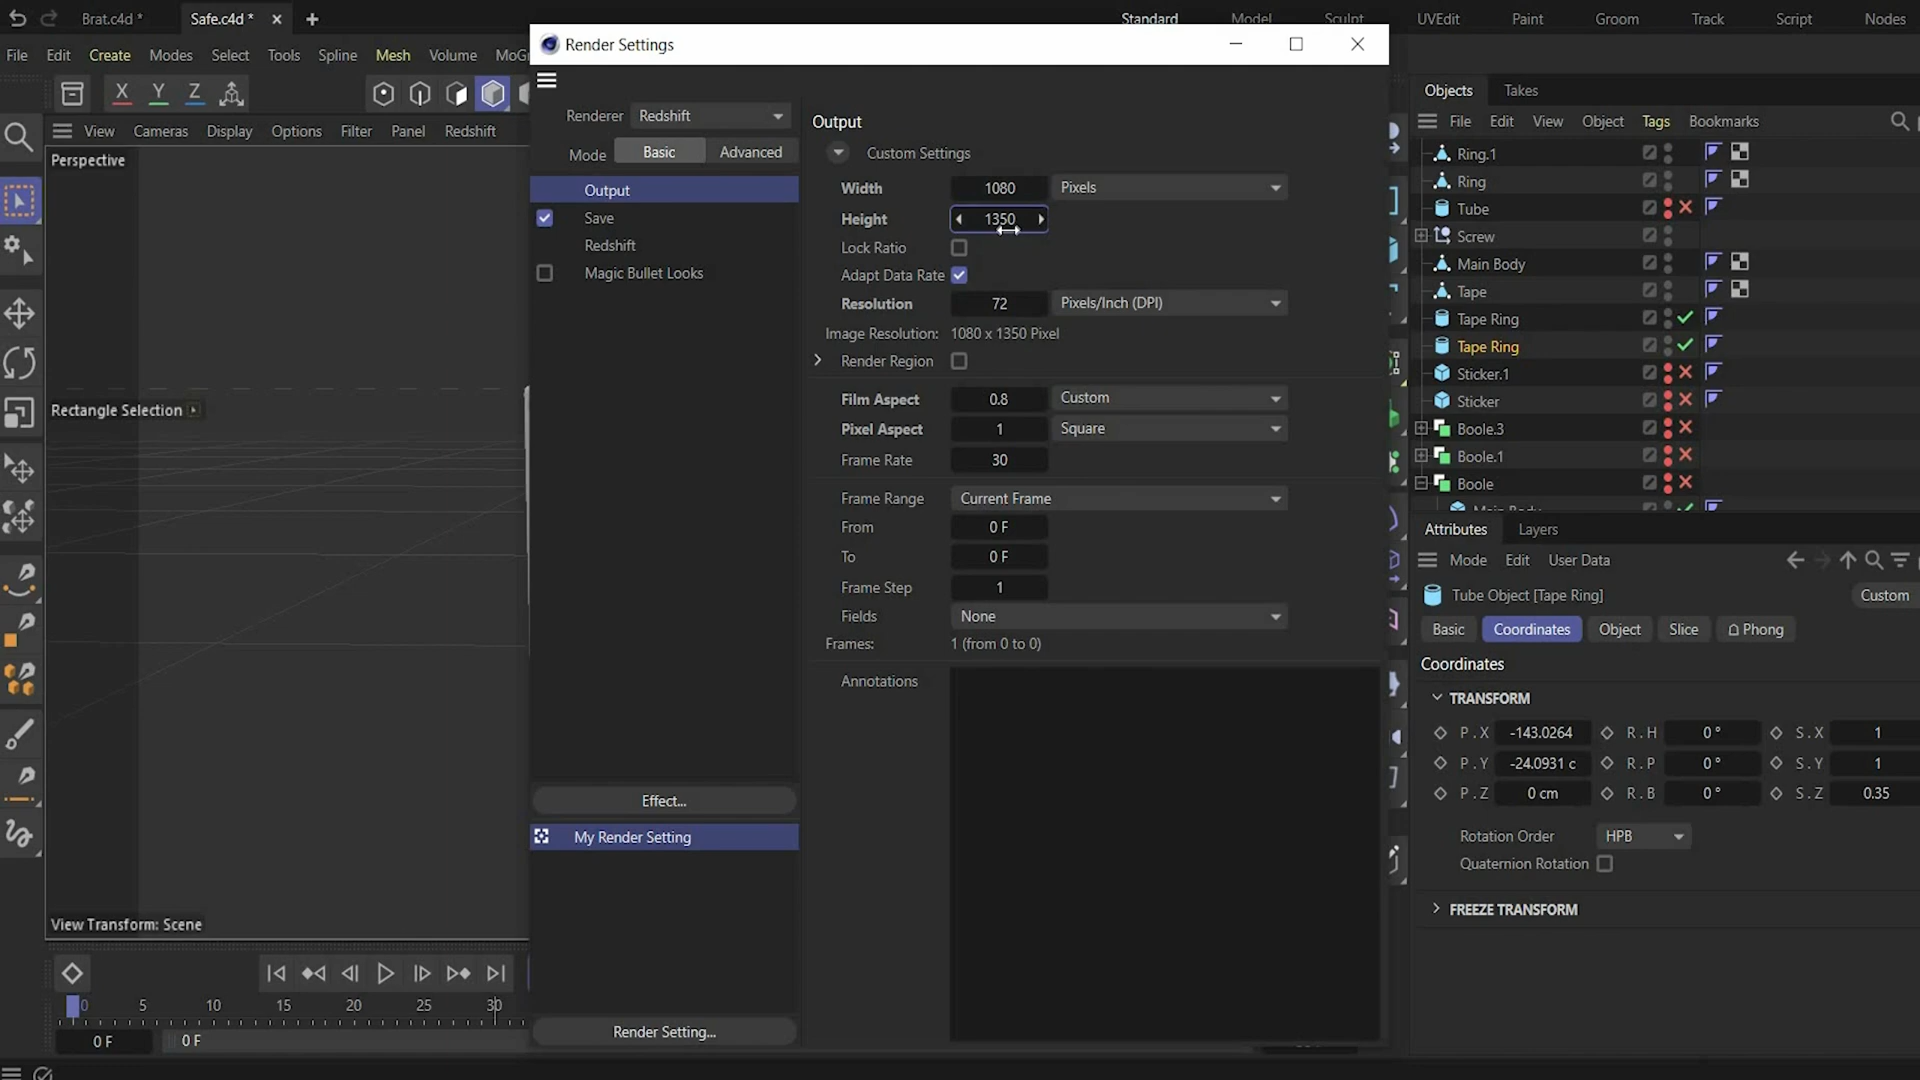 Brat.c4d *
Safe.c4d *
Render Settings
Standard
Model
Sculpt
UVEdit
Paint
Groom
Track
Script
Nodes
File Edit Create Modes Select Tools Spline Mesh Volume
X Y Z
View Cameras Display Options Filter Panel Redshift
Perspective
Rectangle Selection
View Transform: Scene
0 5 10 15 20 25 30
0 F
0 F
Renderer Redshift
Mode Basic Advanced
Output
Save
Redshift
Magic Bullet Looks
Effect...
My Render Setting
Render Setting...
Output
Custom Settings
Width 1080 Pixels
Height 1350
Lock Ratio
Adapt Data Rate
Resolution 72 Pixels/Inch (DPI)
Image Resolution: 1080 x 1350 Pixel
Render Region
Film Aspect 0.8 Custom
Pixel Aspect 1 Square
Frame Rate 30
Frame Range Current Frame
From 0 F
To 0 F
Frame Step 1
Fields None
Frames: 1 (from 0 to 0)
Annotations
Objects Takes
File Edit View Object Tags Bookmarks
Ring.1
Ring
Tube
Screw
Main Body
Tape
Tape Ring
Tape Ring
Sticker.1
Sticker
Boole.3
Boole.1
Boole
Main Body
Attributes Layers
Mode Edit User Data
Tube Object [Tape Ring]
Custom
Basic Coordinates Object Slice Phong
Coordinates
TRANSFORM
P . X -143.0264 R . H 0 ° S . X 1
P . Y -24.0931 c R . P 0 ° S . Y 1
P . Z 0 cm R . B 0 ° S . Z 0.35
Rotation Order HPB
Quaternion Rotation
FREEZE TRANSFORM